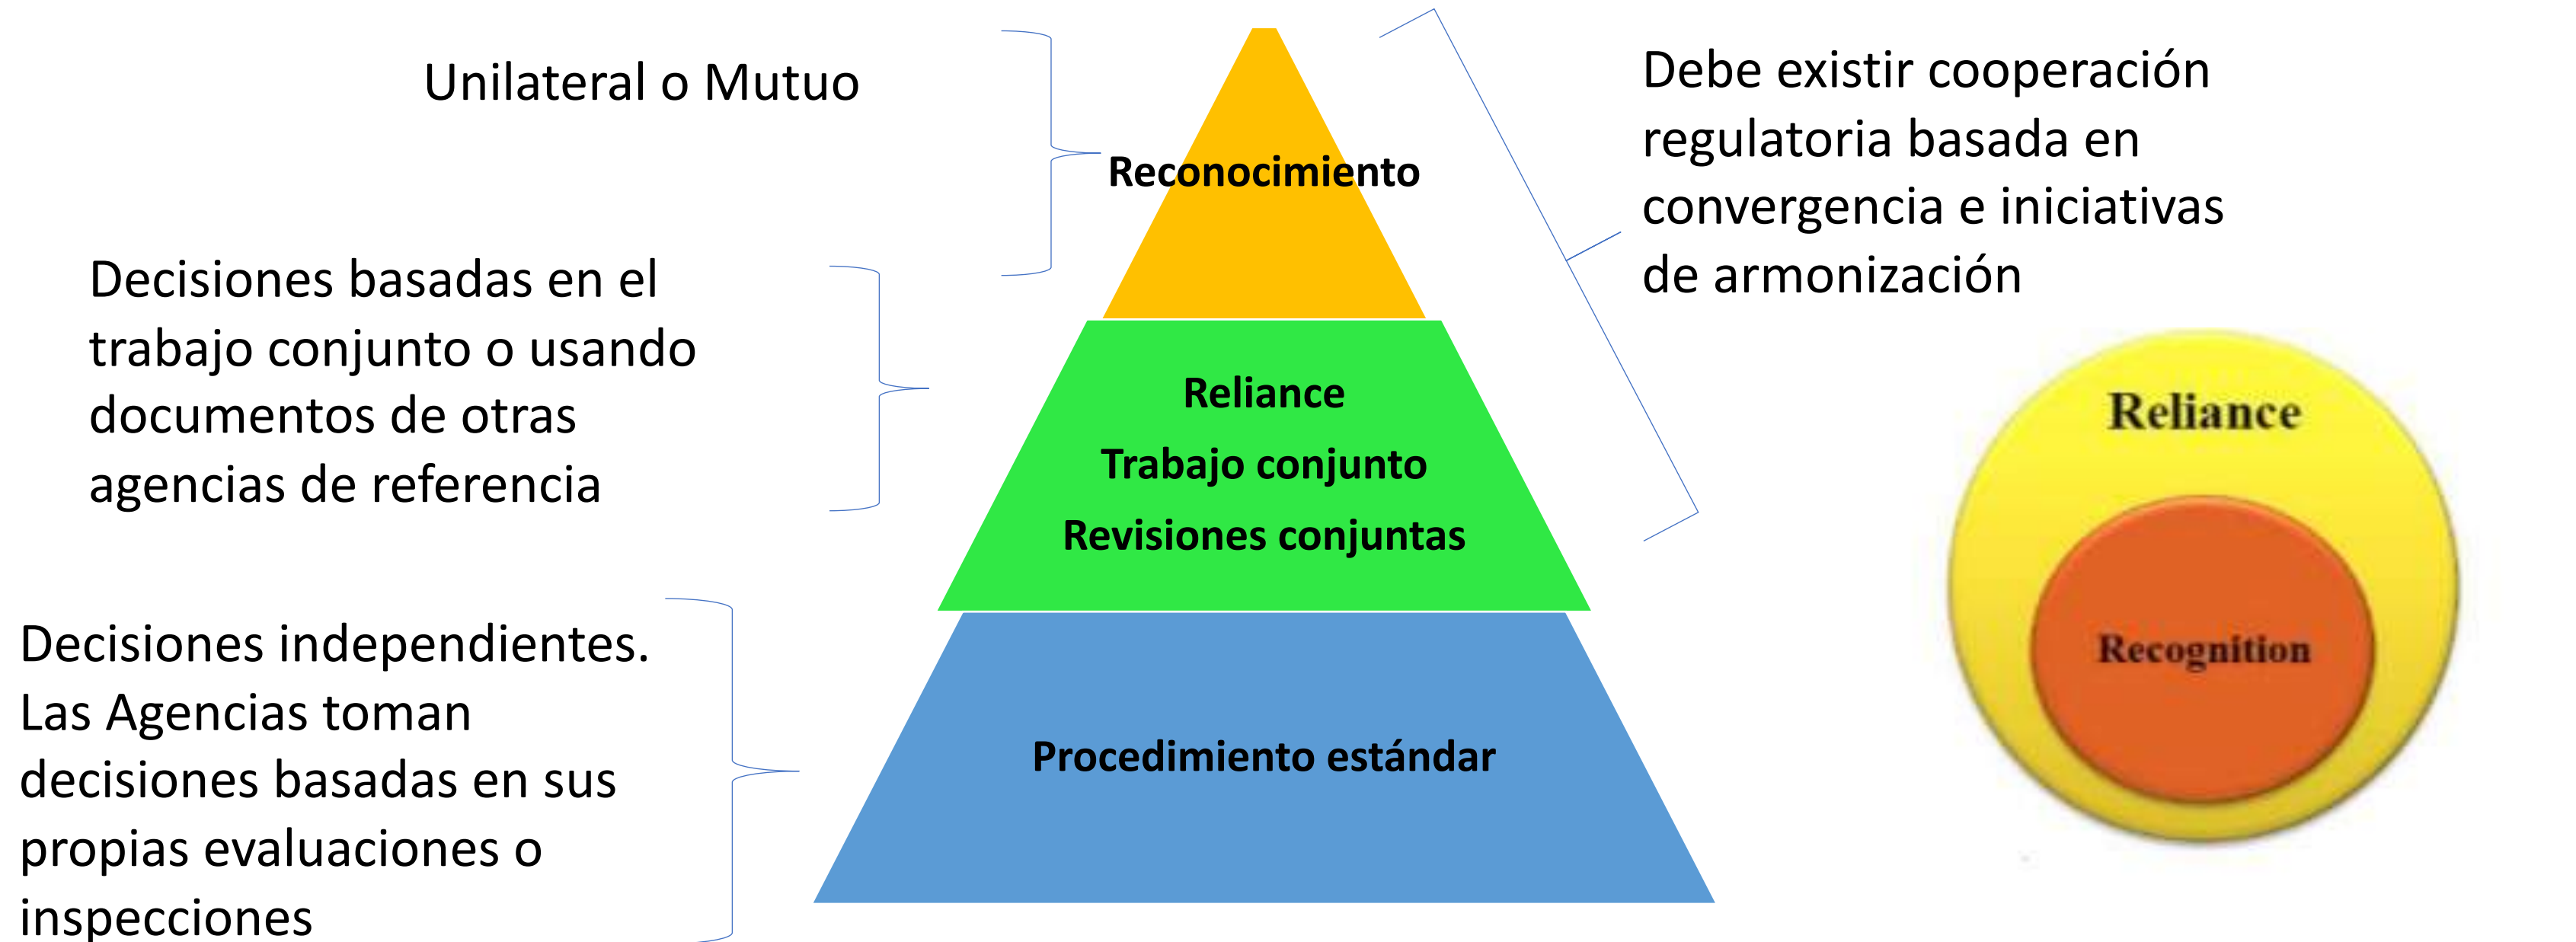 Unilateral o Mutuo
Decisiones basadas en el
trabajo conjunto o usando
documentos de otras
agencias de referencia
Decisiones independientes.
Las Agencias toman
decisiones basadas en sus
propias evaluaciones o
inspecciones
Reconocimiento
Reliance
Trabajo conjunto
Revisiones conjuntas
Procedimiento estándar
Debe existir cooperación
regulatoria basada en
convergencia e iniciativas
de armonización
Reliance
Recognition